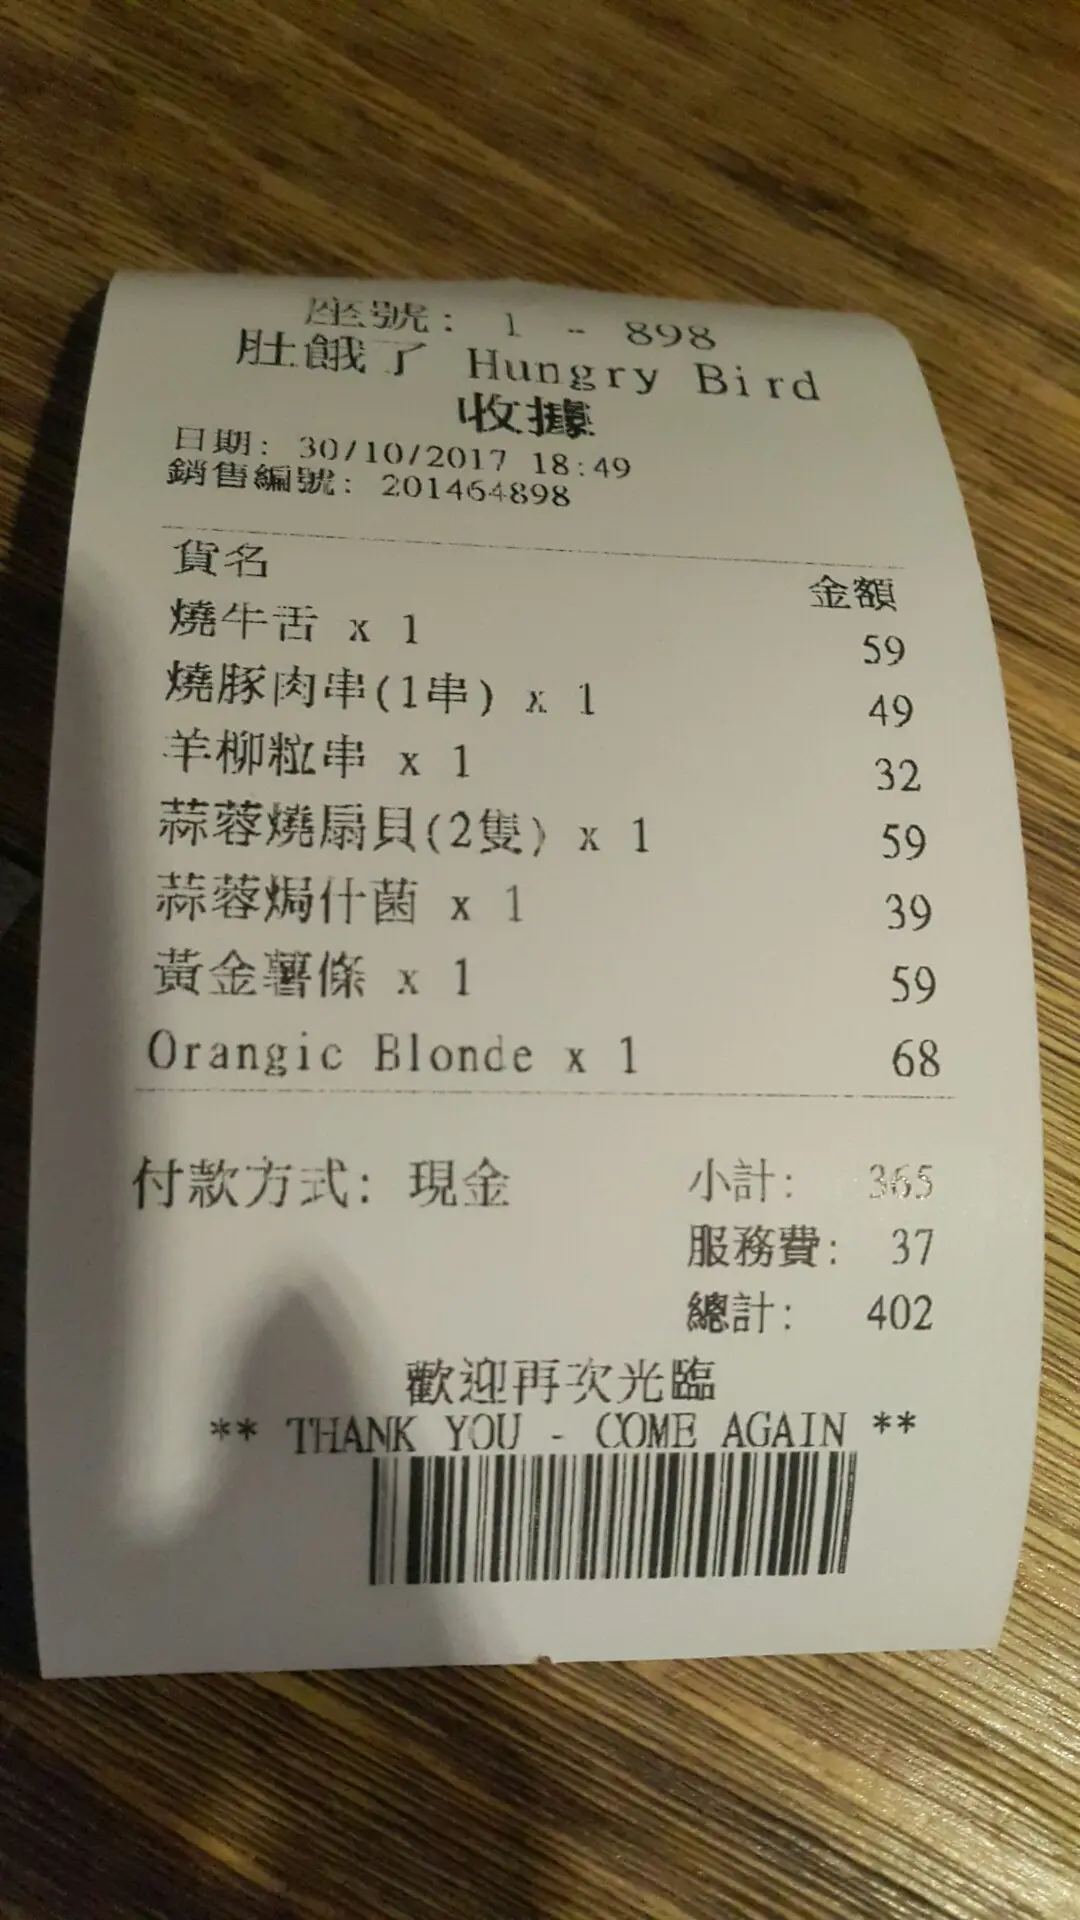 座號: 1 - 898
肚餓了 Hungry Bird
收據
日期: 30/10/2017 18:49
銷售編號: 201464898
貨名 金額
燒牛舌 x 1 59
燒豚肉串(1串) x 1 49
羊柳粒串 x 1 32
蒜蓉燒扇貝(2隻) x 1 59
蒜蓉焗什菌 x 1 39
黃金薯條 x 1 59
Orangic Blonde x 1 68
付款方式: 現金 小計: 365
服務費: 37
總計: 402
歡迎再次光臨
** THANK YOU - COME AGAIN **